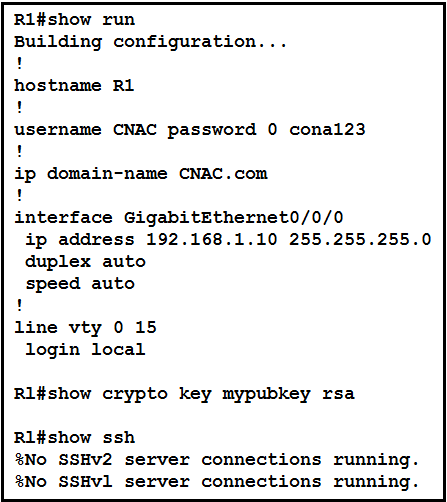 R1#show run
Building configuration...
!
hostname R1
!
username CNAC password 0 cona123
!
ip domain-name CNAC.com
!
interface GigabitEthernet0/0/0
ip address 192.168.1.10 255.255.255.0
duplex auto
speed auto
!
line vty 0 15
login local
Rl#show crypto key mypubkey rsa
Rl#show ssh
%No SSHv2 server connections running.
%No SSHvl server connections running.